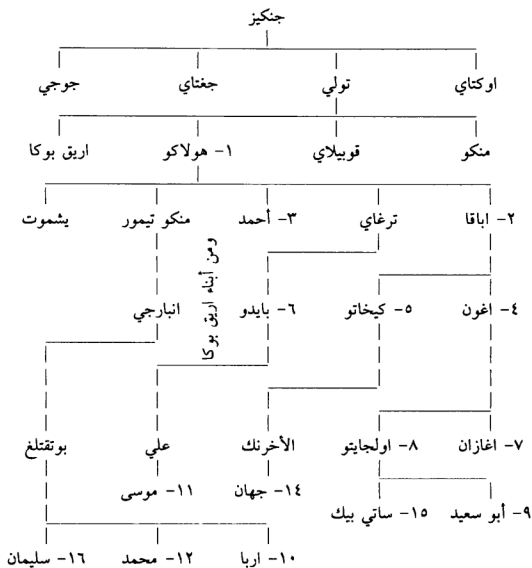 جنكيز
اوكتاي تولي جغتاي جوجي
منكو قوبيلاي ١- هولاكو اريق بوكا
٢- اباقا ترغاي ٣- أحمد منكو تيمور يشموت
ومن أبناء اريق بوكا
٤- اغون ٥- كيخاتو ٦- بايدو انبارجي
٧- اغازان ٨- اولجايتو الأخرنك علي بوتقتلغ
٩- أبو سعيد ١٥- ساتي بيك ١٤- جهان ١١- موسى
١٠- اربا ١٢- محمد ١٦- سليمان